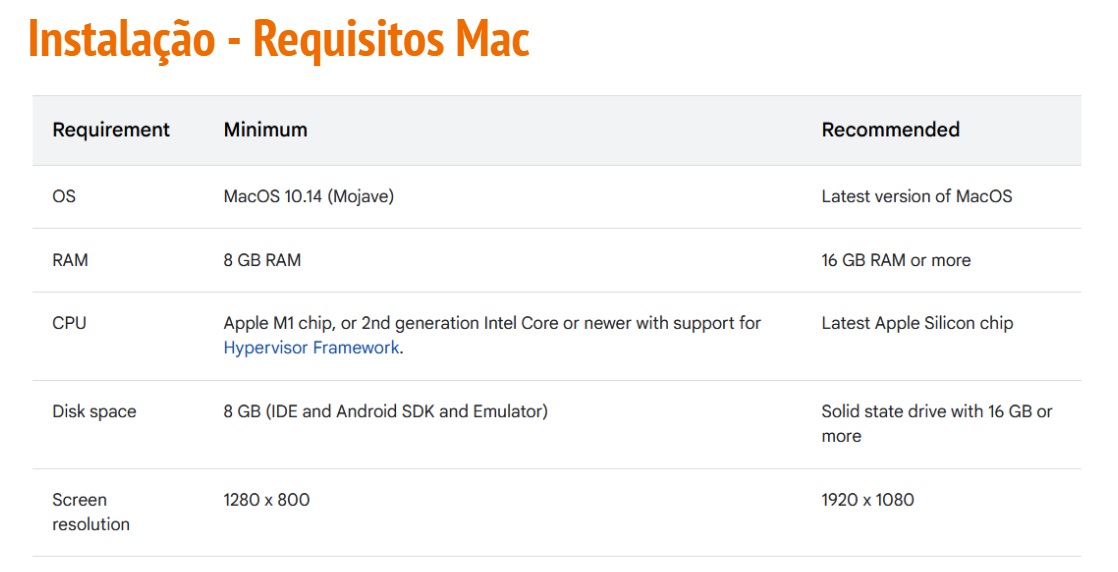 Instalação - Requisitos Mac
Requirement Minimum Recommended
OS MacOS 10.14 (Mojave) Latest version of MacOS
RAM 8 GB RAM 16 GB RAM or more
CPU Apple M1 chip, or 2nd generation Intel Core or newer with support for Latest Apple Silicon chip
Hypervisor Framework.
Disk space 8 GB (IDE and Android SDK and Emulator) Solid state drive with 16 GB or
more
Screen 1280 x 800 1920 x 1080
resolution